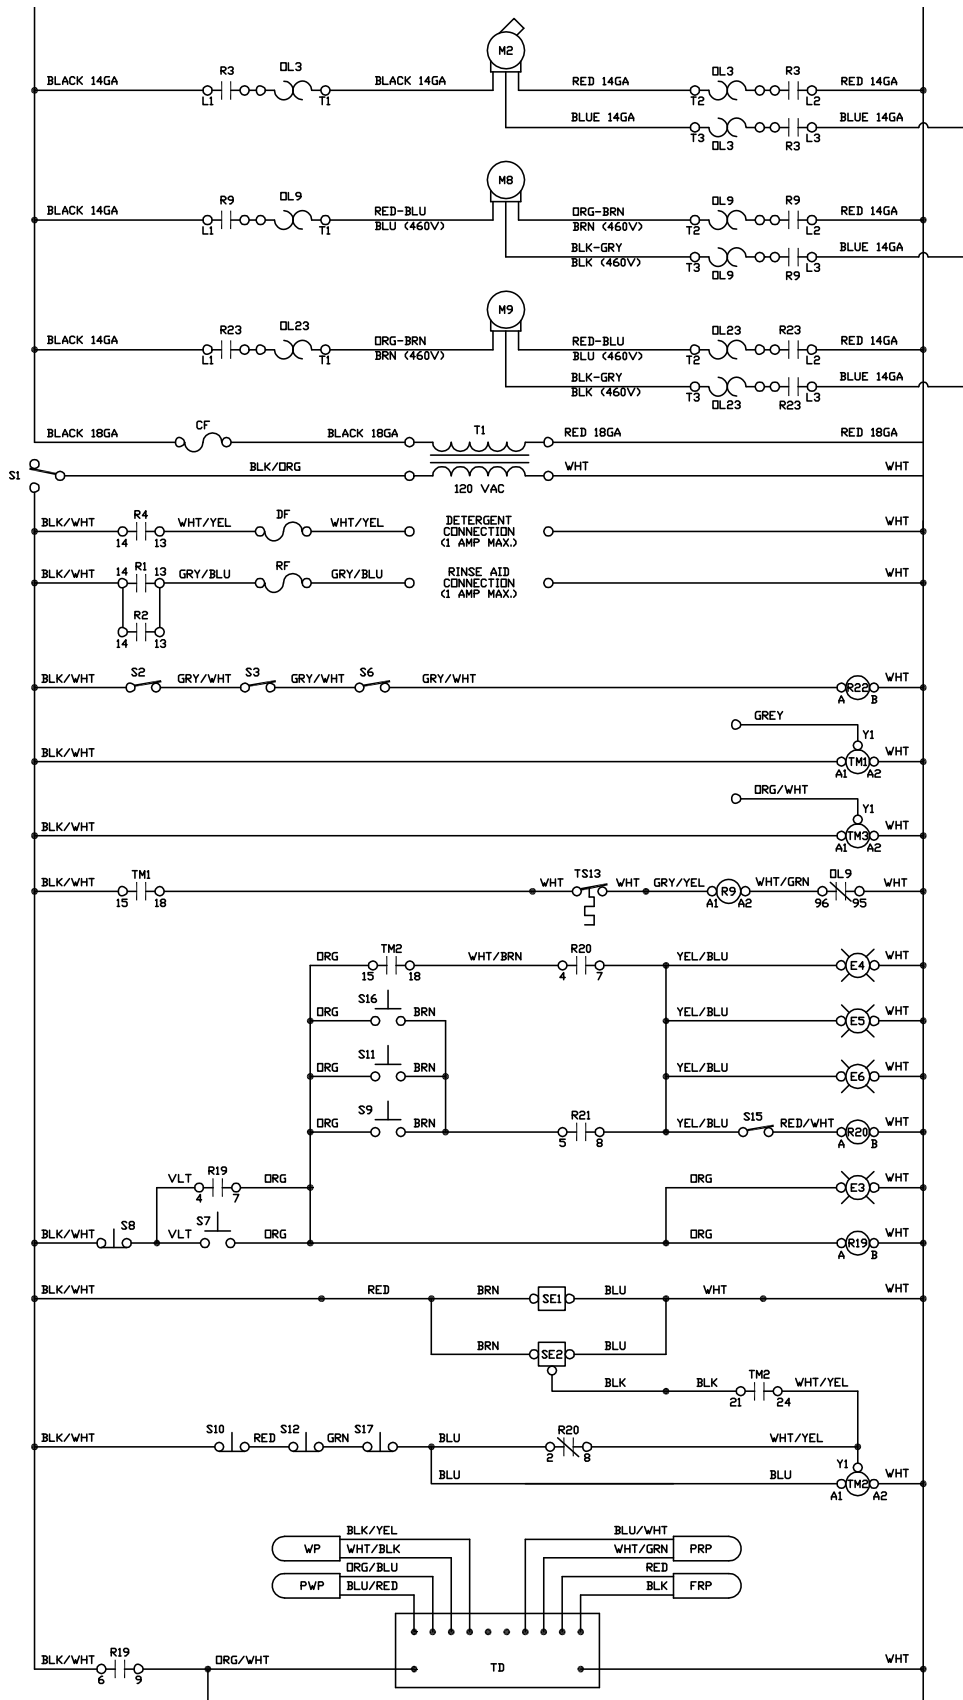 M2
BLACK 14GA R3 OL3 BLACK 14GA RED 14GA OL3 R3 RED 14GA
L1 T1 T2 L2
BLUE 14GA BLUE 14GA
T3 OL3 R3 L3
M8
BLACK 14GA R9 OL9 RED-BLU ORG-BRN OL9 R9 RED 14GA
L1 T1 BLU (460V) BRN (460V) T2 L2
BLK-GRY BLUE 14GA
BLK (460V) T3 OL9 R9 L3
M9
BLACK 14GA R23 OL23 ORG-BRN RED-BLU OL23 R23 RED 14GA
L1 T1 BRN (460V) BLU (460V) T2 L2
BLK-GRY BLUE 14GA
BLK (460V) T3 OL23 R23 L3
BLACK 18GA CF BLACK 18GA T1 RED 18GA RED 18GA
S1 BLK/ORG WHT WHT
120 VAC
BLK/WHT R4 WHT/YEL DF WHT/YEL DETERGENT WHT
14 13 CONNECTION
(1 AMP MAX.)
BLK/WHT 14 R1 13 GRY/BLU RF GRY/BLU RINSE AID WHT
CONNECTION
(1 AMP MAX.)
R2
14 13
BLK/WHT S2 GRY/WHT S3 GRY/WHT S6 GRY/WHT R22 WHT
A B
GREY
Y1
BLK/WHT TM1 WHT
A1 A2
ORG/WHT
Y1
BLK/WHT TM3 WHT
A1 A2
BLK/WHT TM1 WHT TS13 WHT GRY/YEL R9 WHT/GRN OL9 WHT
15 18 A1 A2 96 95
ORG TM2 WHT/BRN R20 YEL/BLU E4 WHT
15 18 4 7
S16
ORG BRN YEL/BLU E5 WHT
S11
ORG BRN YEL/BLU E6 WHT
S9
ORG BRN R21 YEL/BLU S15 RED/WHT R20 WHT
5 8 A B
VLT R19 ORG ORG E3 WHT
4 7
BLK/WHT S8 VLT S7 ORG ORG R19 WHT
A B
BLK/WHT RED BRN SE1 BLU WHT WHT
BRN SE2 BLU
BLK BLK TM2 WHT/YEL
21 24
BLK/WHT S10 RED S12 GRN S17 BLU R20 WHT/YEL
2 8
Y1
BLU BLU TM2 WHT
A1 A2
BLK/YEL BLU/WHT
WP WHT/BLK WHT/GRN PRP
ORG/BLU RED
PWP BLU/RED BLK FRP
BLK/WHT R19 ORG/WHT TD WHT
6 9